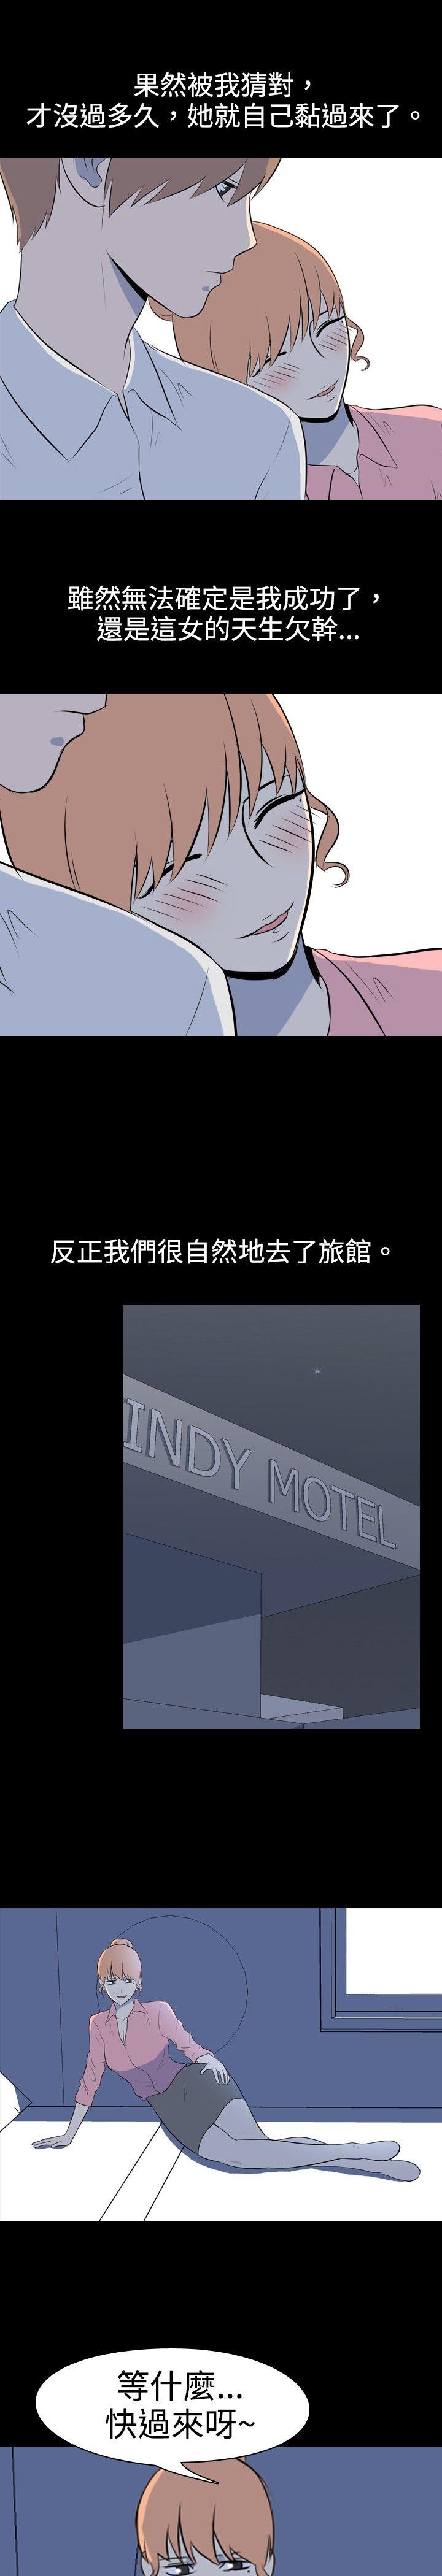 果然被我猜對，
才沒過多久，她就自己黏過來了。
雖然無法確定是我成功了，
還是這女的天生欠幹...
反正我們很自然地去了旅館。
INDY MOTEL
等什麼...
快過來呀~